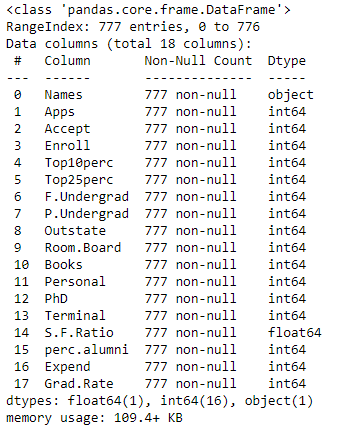 <class 'pandas.core.frame.DataFrame'>
RangeIndex: 777 entries, 0 to 776
Data columns (total 18 columns):
 #   Column       Non-Null Count  Dtype
---  ------       --------------  -----
 0   Names        777 non-null    object
 1   Apps         777 non-null    int64
 2   Accept       777 non-null    int64
 3   Enroll       777 non-null    int64
 4   Top10perc    777 non-null    int64
 5   Top25perc    777 non-null    int64
 6   F.Undergrad  777 non-null    int64
 7   P.Undergrad  777 non-null    int64
 8   Outstate     777 non-null    int64
 9   Room.Board   777 non-null    int64
 10  Books        777 non-null    int64
 11  Personal     777 non-null    int64
 12  PhD          777 non-null    int64
 13  Terminal     777 non-null    int64
 14  S.F.Ratio    777 non-null    float64
 15  perc.alumni  777 non-null    int64
 16  Expend       777 non-null    int64
 17  Grad.Rate    777 non-null    int64
dtypes: float64(1), int64(16), object(1)
memory usage: 109.4+ KB